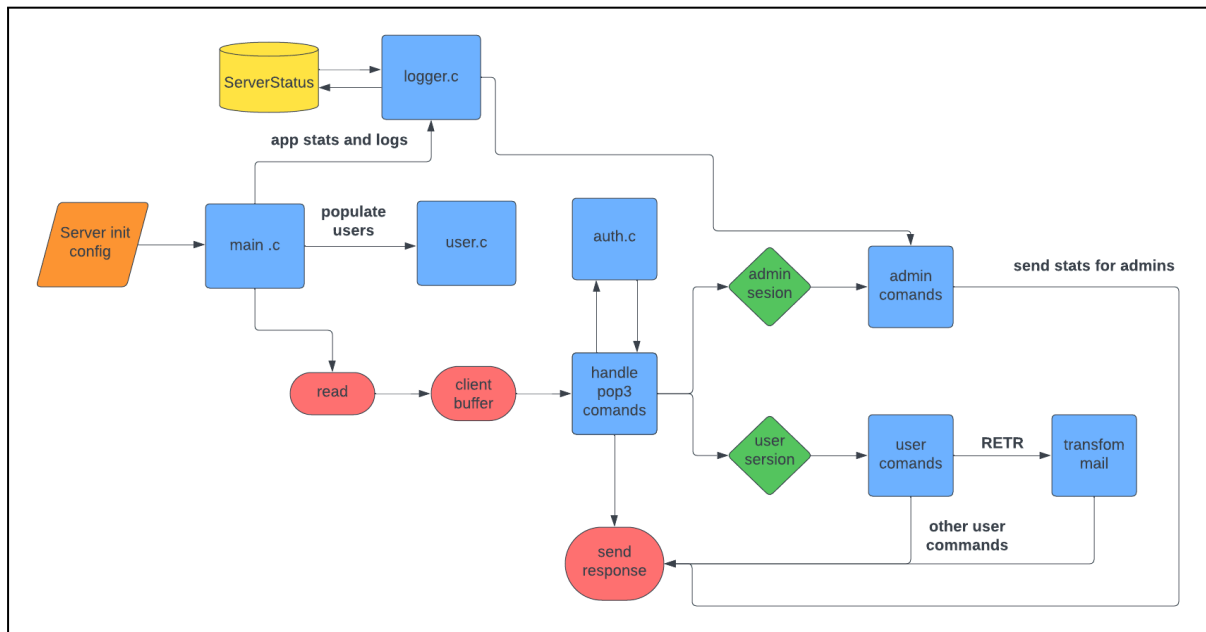 ServerStatus
logger.c
app stats and logs
Server init
config
main .c
populate
users
user.c
auth.c
admin
sesion
admin
comands
send stats for admins
read
client
buffer
handle
pop3
comands
user
sersion
user
comands
RETR
transfom
mail
other user
commands
send
response